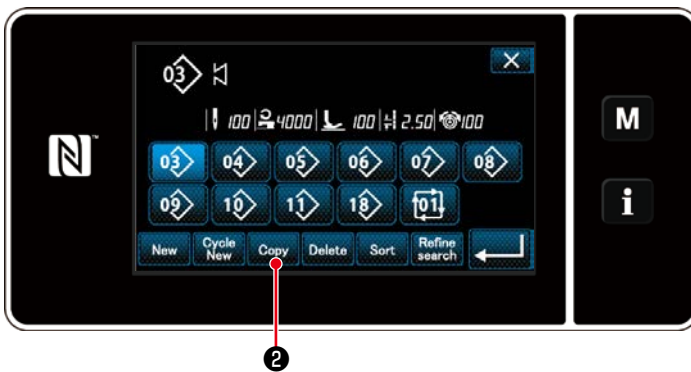 03
100 4000 100 2.50 100
03 04 05 06 07 08
09 10 11 18 01
New Cycle New Copy Delete Sort Refine search
M
i
N
™
2